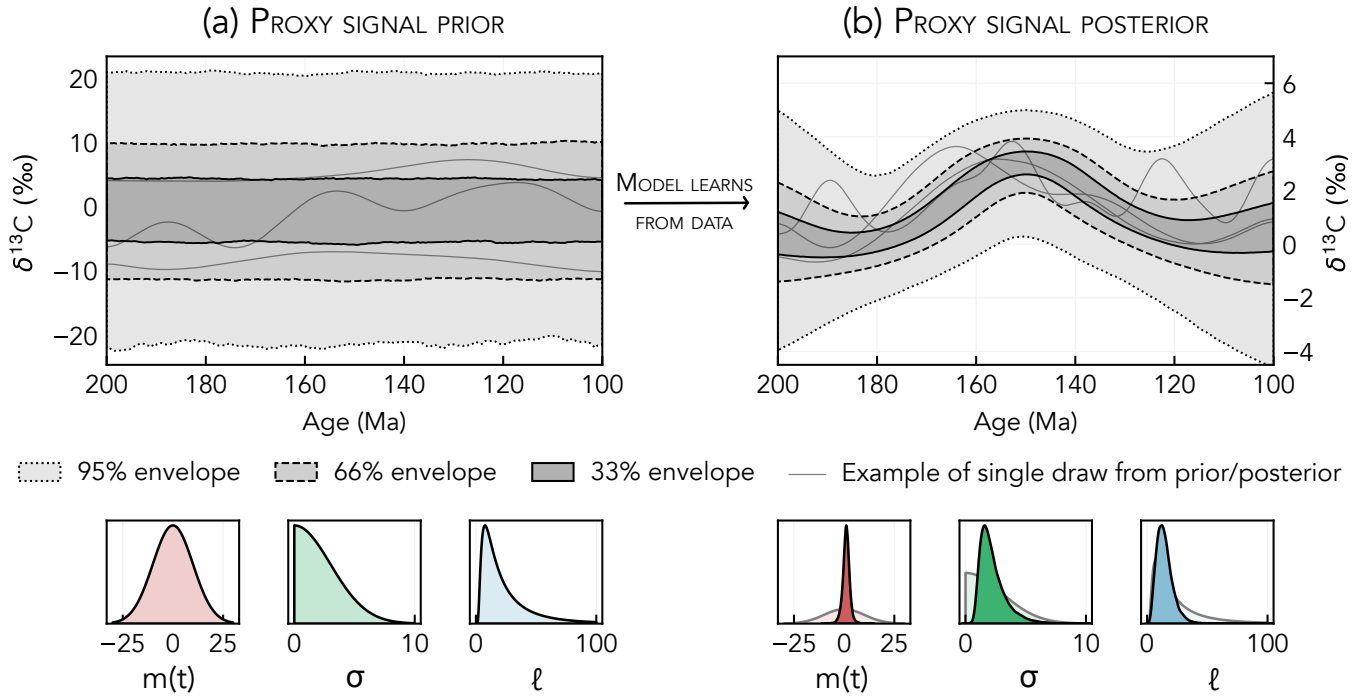 (a) PROXY SIGNAL PRIOR
(b) PROXY SIGNAL POSTERIOR
20
10
0
−10
−20
δ¹³C (‰)
200 180 160 140 120 100
Age (Ma)
MODEL LEARNS
FROM DATA
6
4
2
0
−2
−4
δ¹³C (‰)
200 180 160 140 120 100
Age (Ma)
95% envelope 66% envelope 33% envelope Example of single draw from prior/posterior
−25 0 25 0 10 0 100 −25 0 25 0 10 0 100
m(t) σ ℓ m(t) σ ℓ